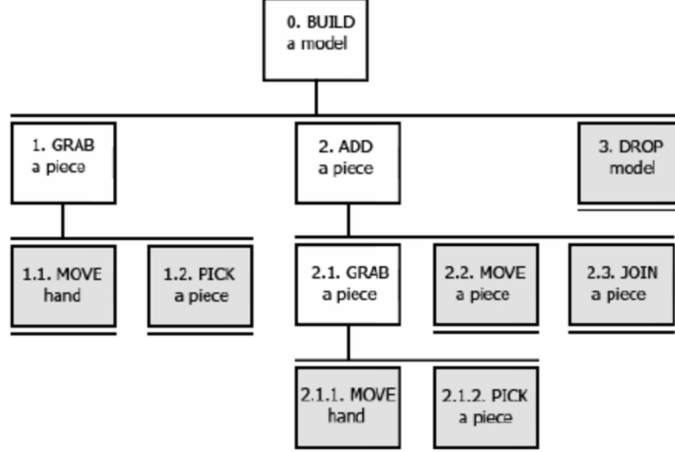 0. BUILD
a model
1. GRAB
a piece
2. ADD
a piece
3. DROP
model
1.1. MOVE
hand
1.2. PICK
a piece
2.1. GRAB
a piece
2.2. MOVE
a piece
2.3. JOIN
a piece
2.1.1. MOVE
hand
2.1.2. PICK
a piece